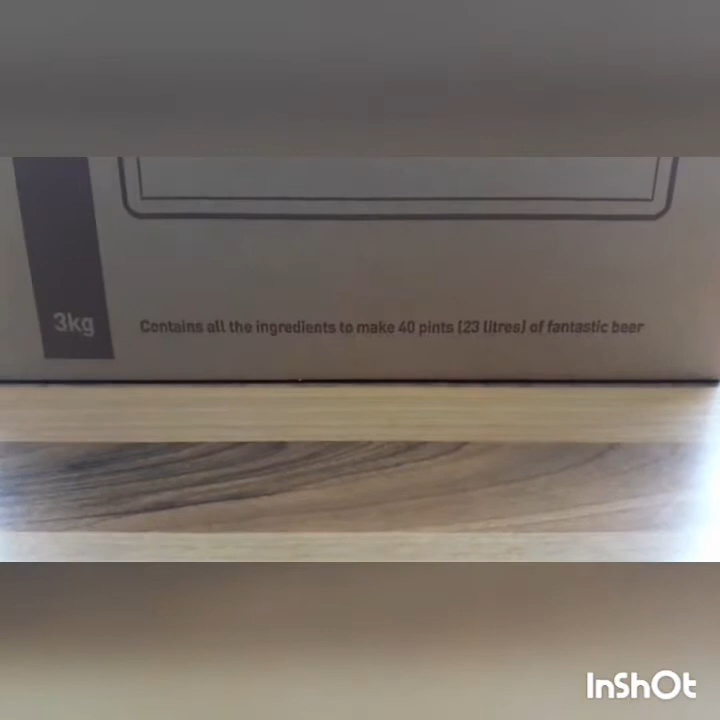 3kg
Contains all the ingredients to make 40 pints (23 litres) of fantastic beer
InShOt